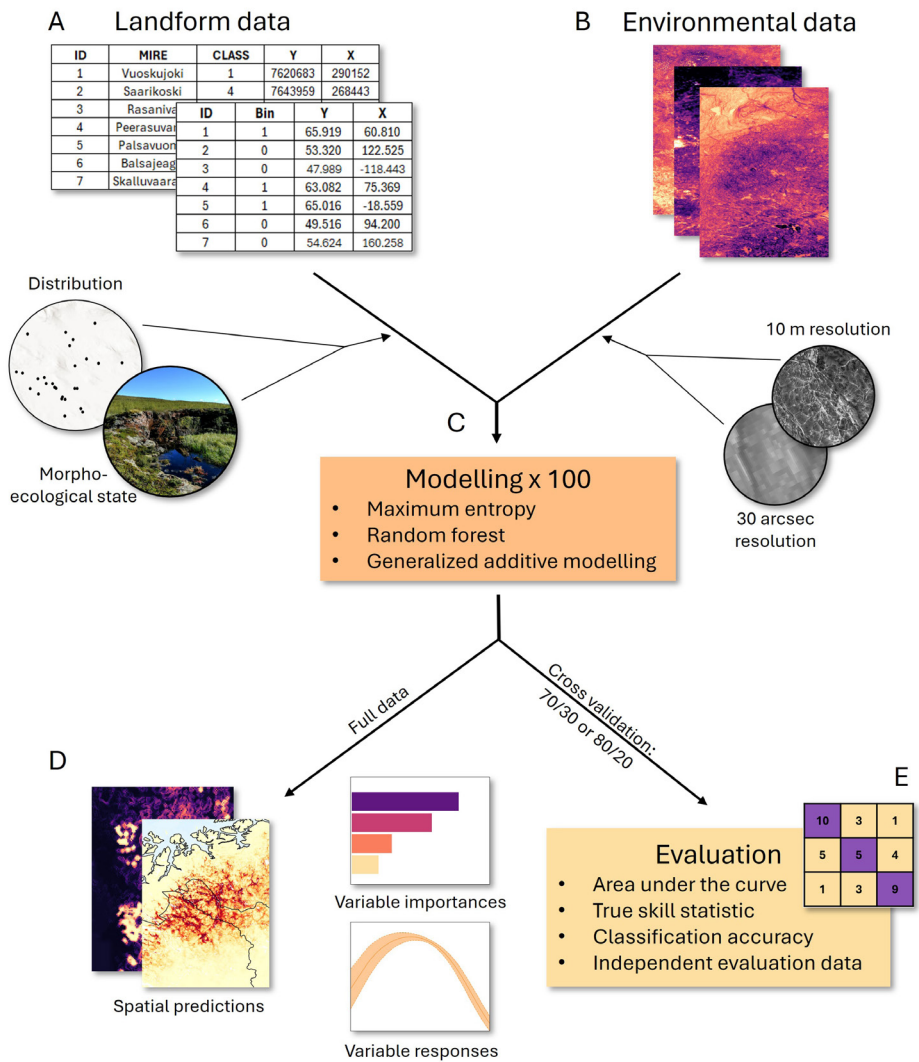 A
Landform data
ID MIRE CLASS Y X
1 Vuoskujoki 1 7620683 290152
2 Saarikoski 4 7643959 268443
3 Rasaniva
4 Peerasuvar
5 Palsavuon
6 Balsajeag
7 Skalluvaara
ID Bin Y X
1 1 65.919 60.810
2 0 53.320 122.525
3 0 47.989 -118.443
4 1 63.082 75.369
5 1 65.016 -18.559
6 0 49.516 94.200
7 0 54.624 160.258
B
Environmental data
Distribution
Morpho-
ecological state
10 m resolution
30 arcsec
resolution
C
Modelling x 100
• Maximum entropy
• Random forest
• Generalized additive modelling
Full data
Cross validation:
70/30 or 80/20
D
Spatial predictions
Variable importances
Variable responses
E
10 3 1
5 5 4
1 3 9
Evaluation
• Area under the curve
• True skill statistic
• Classification accuracy
• Independent evaluation data